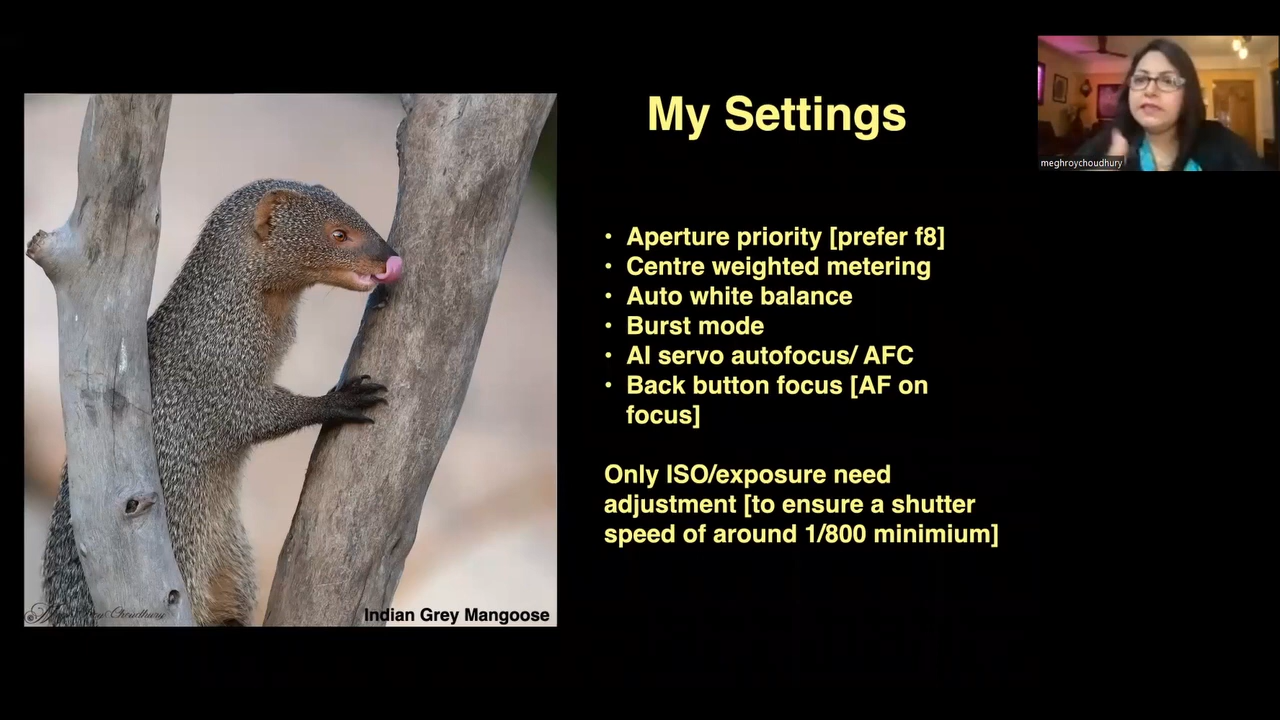 My Settings
meghroychoudhury
• Aperture priority [prefer f8]
• Centre weighted metering
• Auto white balance
• Burst mode
• AI servo autofocus/ AFC
• Back button focus [AF on
focus]
Only ISO/exposure need
adjustment [to ensure a shutter
speed of around 1/800 minimium]
Choudhury
Indian Grey Mangoose